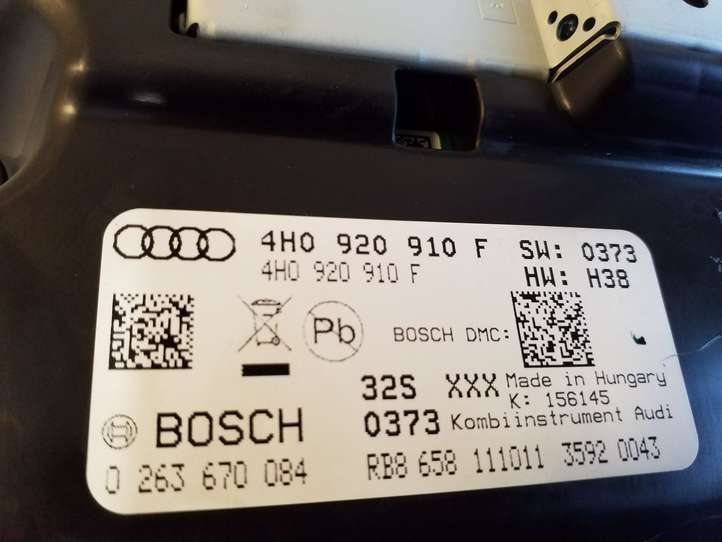 4H0 920 910 F SW: 0373
4H0 920 910 F HW: H38
Pb
BOSCH DMC:
32S XXX Made in Hungary
K: 156145
BOSCH 0373 Kombiinstrument Audi
0 263 670 084 RB8 658 111011 3592 0043